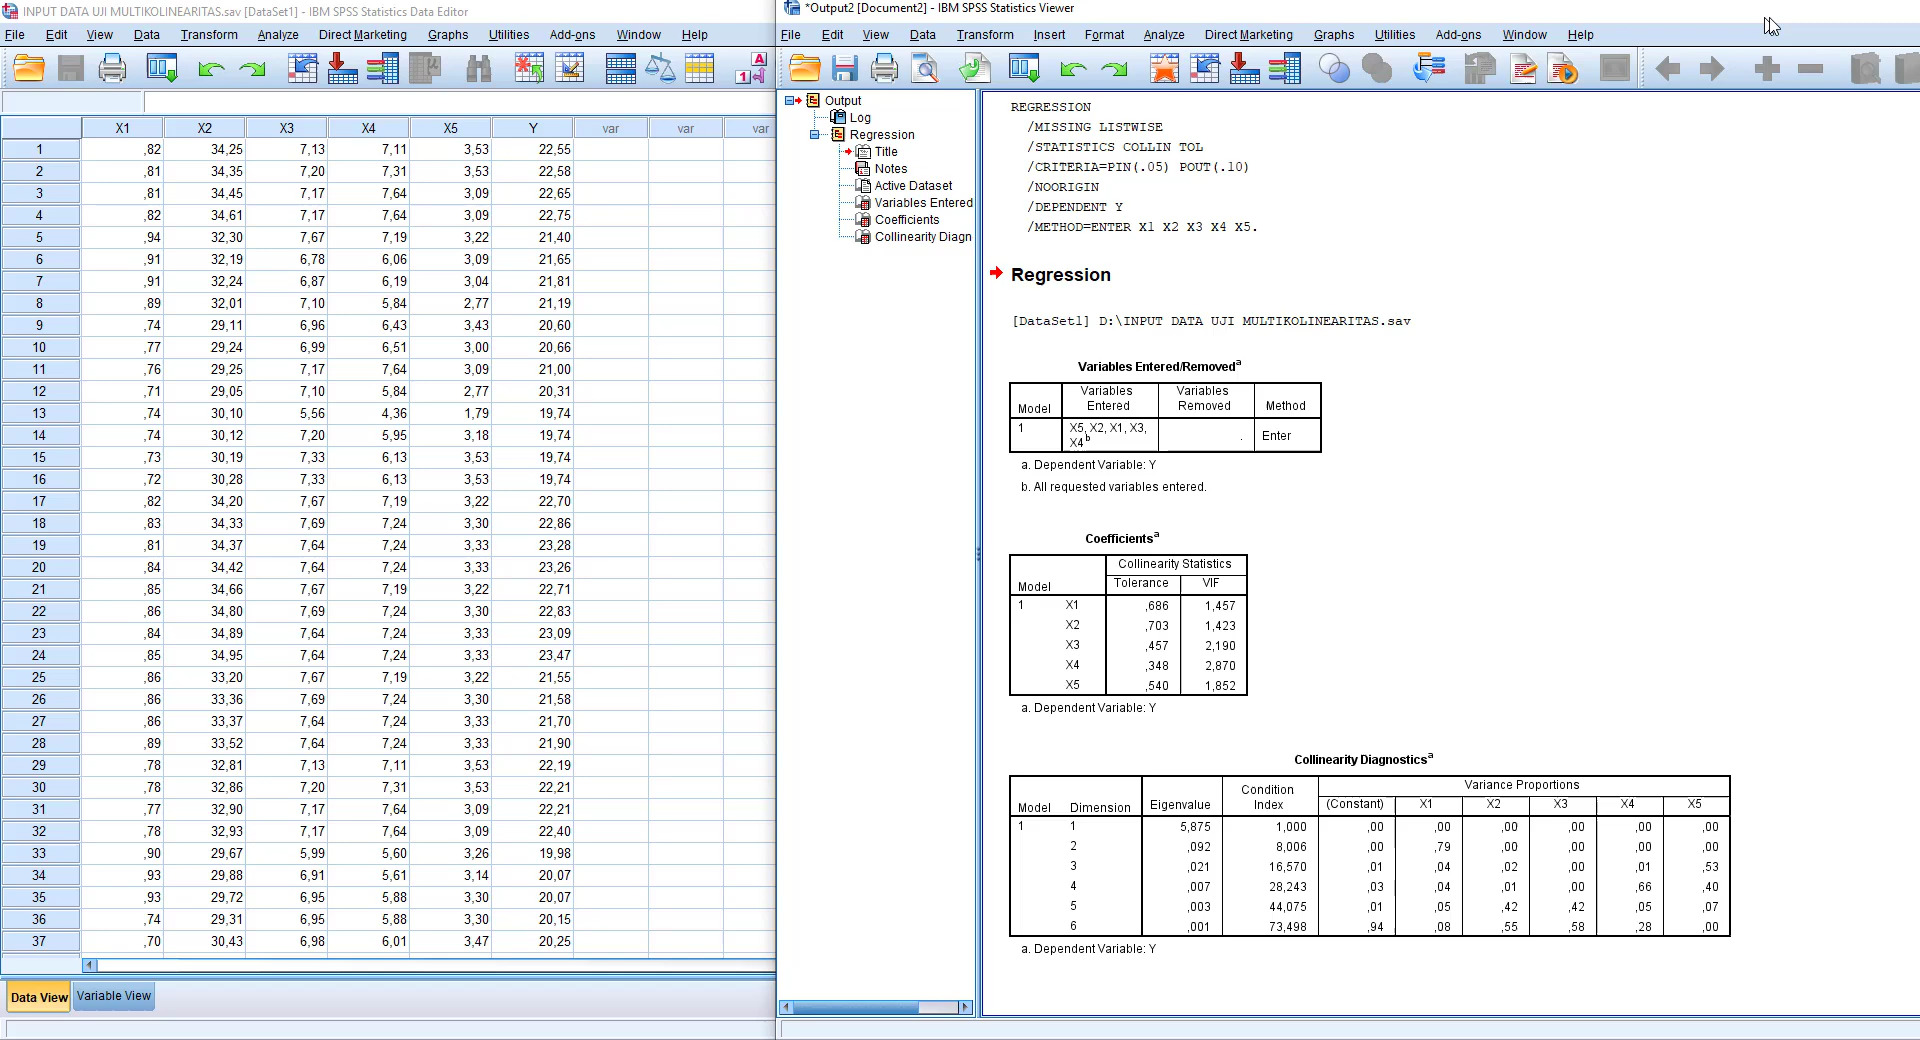 INPUT DATA UJI MULTIKOLINEARITAS.sav [DataSet1] - IBM SPSS Statistics Data Editor
File Edit View Data Transform Analyze Direct Marketing Graphs Utilities Add-ons Window Help
X1 X2 X3 X4 X5 Y var var var
1 ,82 34,25 7,13 7,11 3,53 22,55
2 ,81 34,35 7,20 7,31 3,53 22,58
3 ,81 34,45 7,17 7,64 3,09 22,65
4 ,82 34,61 7,17 7,64 3,09 22,75
5 ,94 32,30 7,67 7,19 3,22 21,40
6 ,91 32,19 6,78 6,06 3,09 21,65
7 ,91 32,24 6,87 6,19 3,04 21,81
8 ,89 32,01 7,10 5,84 2,77 21,19
9 ,74 29,11 6,96 6,43 3,43 20,60
10 ,77 29,24 6,99 6,51 3,00 20,66
11 ,76 29,25 7,17 7,64 3,09 21,00
12 ,71 29,05 7,10 5,84 2,77 20,31
13 ,74 30,10 5,56 4,36 1,79 19,74
14 ,74 30,12 7,20 5,95 3,18 19,74
15 ,73 30,19 7,33 6,13 3,53 19,74
16 ,72 30,28 7,33 6,13 3,53 19,74
17 ,82 34,20 7,67 7,19 3,22 22,70
18 ,83 34,33 7,69 7,24 3,30 22,86
19 ,81 34,37 7,64 7,24 3,33 23,28
20 ,84 34,42 7,64 7,24 3,33 23,26
21 ,85 34,66 7,67 7,19 3,22 22,71
22 ,86 34,80 7,69 7,24 3,30 22,83
23 ,84 34,89 7,64 7,24 3,33 23,09
24 ,85 34,95 7,64 7,24 3,33 23,47
25 ,86 33,20 7,67 7,19 3,22 21,55
26 ,86 33,36 7,69 7,24 3,30 21,58
27 ,86 33,37 7,64 7,24 3,33 21,70
28 ,89 33,52 7,64 7,24 3,33 21,90
29 ,78 32,81 7,13 7,11 3,53 22,19
30 ,78 32,86 7,20 7,31 3,53 22,21
31 ,77 32,90 7,17 7,64 3,09 22,21
32 ,78 32,93 7,17 7,64 3,09 22,40
33 ,90 29,67 5,99 5,60 3,26 19,98
34 ,93 29,88 6,91 5,61 3,14 20,07
35 ,93 29,72 6,95 5,88 3,30 20,07
36 ,74 29,31 6,95 5,88 3,30 20,15
37 ,70 30,43 6,98 6,01 3,47 20,25
Data View Variable View
*Output2 [Document2] - IBM SPSS Statistics Viewer
File Edit View Data Transform Insert Format Analyze Direct Marketing Graphs Utilities Add-ons Window Help
Output
Log
Regression
Title
Notes
Active Dataset
Variables Entered
Coefficients
Collinearity Diagn
REGRESSION
/MISSING LISTWISE
/STATISTICS COLLIN TOL
/CRITERIA=PIN(.05) POUT(.10)
/NOORIGIN
/DEPENDENT Y
/METHOD=ENTER X1 X2 X3 X4 X5.
Regression
[DataSet1] D:\INPUT DATA UJI MULTIKOLINEARITAS.sav
Variables Entered/Removedᵃ
Model Variables Entered Variables Removed Method
1 X5, X2, X1, X3, X4ᵇ . Enter
a. Dependent Variable: Y
b. All requested variables entered.
Coefficientsᵃ
Collinearity Statistics
Model Tolerance VIF
1 X1 ,686 1,457
X2 ,703 1,423
X3 ,457 2,190
X4 ,348 2,870
X5 ,540 1,852
a. Dependent Variable: Y
Collinearity Diagnosticsᵃ
Variance Proportions
Model Dimension Eigenvalue Condition Index (Constant) X1 X2 X3 X4 X5
1 1 5,875 1,000 ,00 ,00 ,00 ,00 ,00 ,00
2 ,092 8,006 ,00 ,79 ,00 ,00 ,00 ,00
3 ,021 16,570 ,01 ,04 ,02 ,00 ,01 ,53
4 ,007 28,243 ,03 ,04 ,01 ,00 ,66 ,40
5 ,003 44,075 ,01 ,05 ,42 ,42 ,05 ,07
6 ,001 73,498 ,94 ,08 ,55 ,58 ,28 ,00
a. Dependent Variable: Y